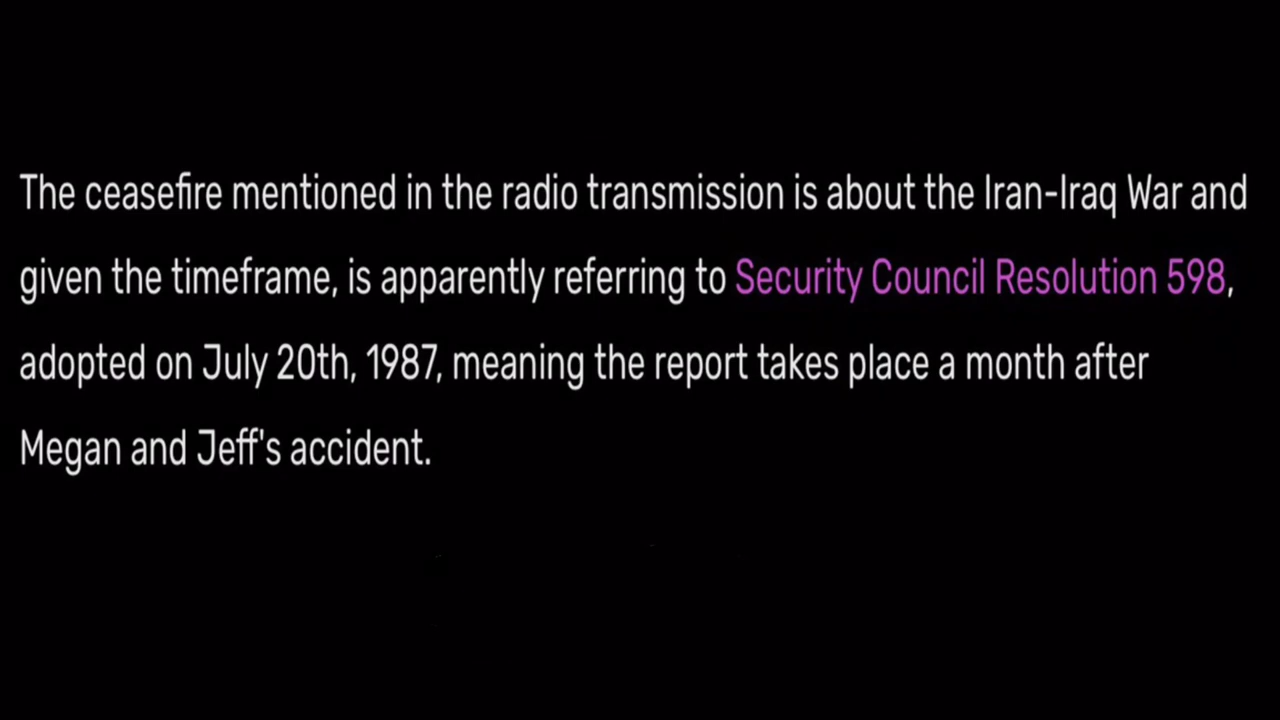 The ceasefire mentioned in the radio transmission is about the Iran-Iraq War and
given the timeframe, is apparently referring to Security Council Resolution 598,
adopted on July 20th, 1987, meaning the report takes place a month after
Megan and Jeff's accident.